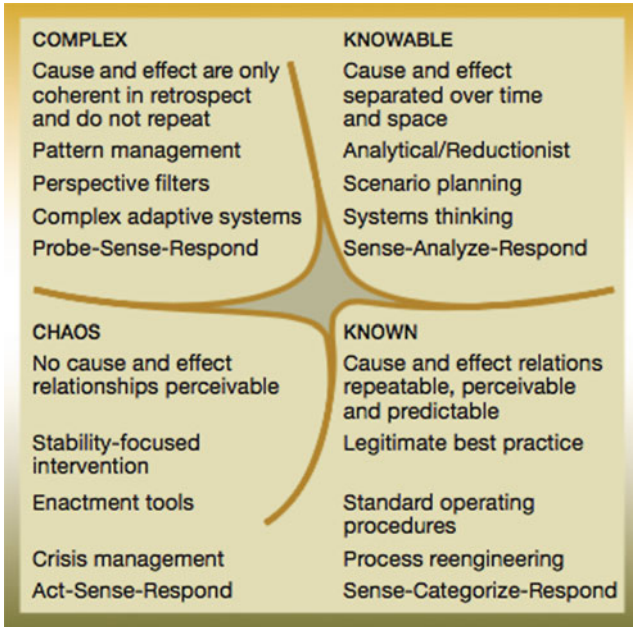 COMPLEX
Cause and effect are only
coherent in retrospect
and do not repeat
Pattern management
Perspective filters
Complex adaptive systems
Probe-Sense-Respond
KNOWABLE
Cause and effect
separated over time
and space
Analytical/Reductionist
Scenario planning
Systems thinking
Sense-Analyze-Respond
CHAOS
No cause and effect
relationships perceivable
Stability-focused
intervention
Enactment tools
Crisis management
Act-Sense-Respond
KNOWN
Cause and effect relations
repeatable, perceivable
and predictable
Legitimate best practice
Standard operating
procedures
Process reengineering
Sense-Categorize-Respond